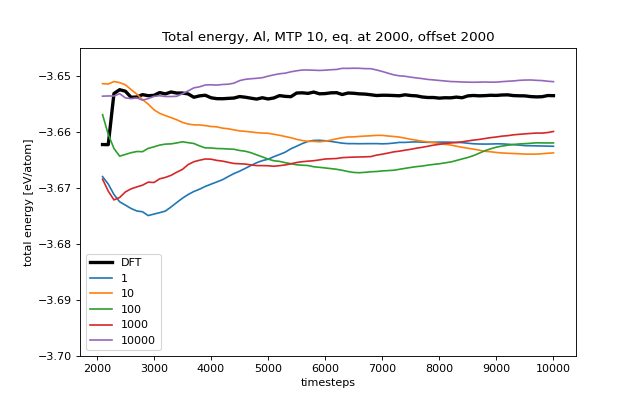 Total energy, Al, MTP 10, eq. at 2000, offset 2000
total energy [eV/atom]
−3.65
−3.66
−3.67
−3.68
−3.69
−3.70
DFT
1
10
100
1000
10000
2000 3000 4000 5000 6000 7000 8000 9000 10000
timesteps